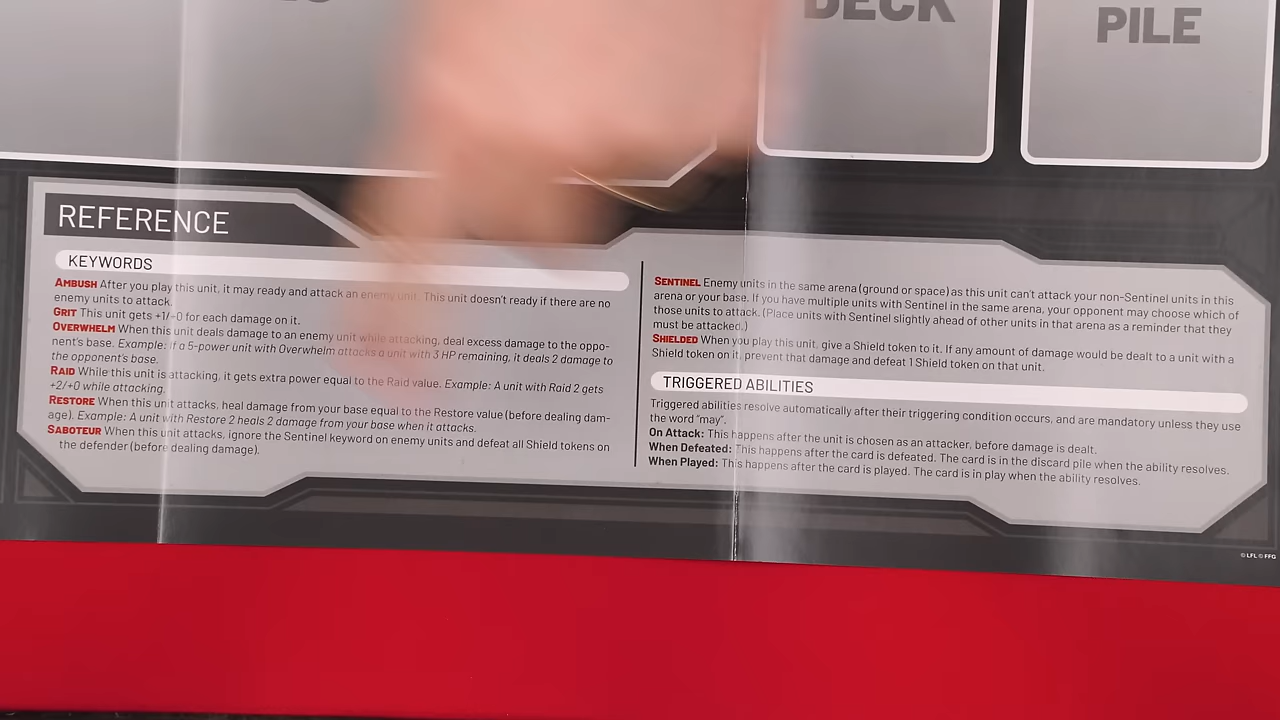 DECK
PILE
REFERENCE
KEYWORDS
AMBUSH After you play this unit, it may ready and attack an enemy unit. This unit doesn't ready if there are no
enemy units to attack.
GRIT This unit gets +1/-0 for each damage on it.
OVERWHELM When this unit deals damage to an enemy unit while attacking, deal excess damage to the oppo-
nent's base. Example: If a 5-power unit with Overwhelm attacks a unit with 3 HP remaining, it deals 2 damage to
the opponent's base.
RAID While this unit is attacking, it gets extra power equal to the Raid value. Example: A unit with Raid 2 gets
+2/+0 while attacking.
RESTORE When this unit attacks, heal damage from your base equal to the Restore value (before dealing dam-
age). Example: A unit with Restore 2 heals 2 damage from your base when it attacks.
SABOTEUR When this unit attacks, ignore the Sentinel keyword on enemy units and defeat all Shield tokens on
the defender (before dealing damage).
SENTINEL Enemy units in the same arena (ground or space) as this unit can't attack your non-Sentinel units in this
arena or your base. If you have multiple units with Sentinel in the same arena, your opponent may choose which of
those units to attack. (Place units with Sentinel slightly ahead of other units in that arena as a reminder that they
must be attacked.)
SHIELDED When you play this unit, give a Shield token to it. If any amount of damage would be dealt to a unit with a
Shield token on it, prevent that damage and defeat 1 Shield token on that unit.
TRIGGERED ABILITIES
Triggered abilities resolve automatically after their triggering condition occurs, and are mandatory unless they use
the word "may".
On Attack: This happens after the unit is chosen as an attacker, before damage is dealt.
When Defeated: This happens after the card is defeated. The card is in the discard pile when the ability resolves.
When Played: This happens after the card is played. The card is in play when the ability resolves.
© LFL © FFG